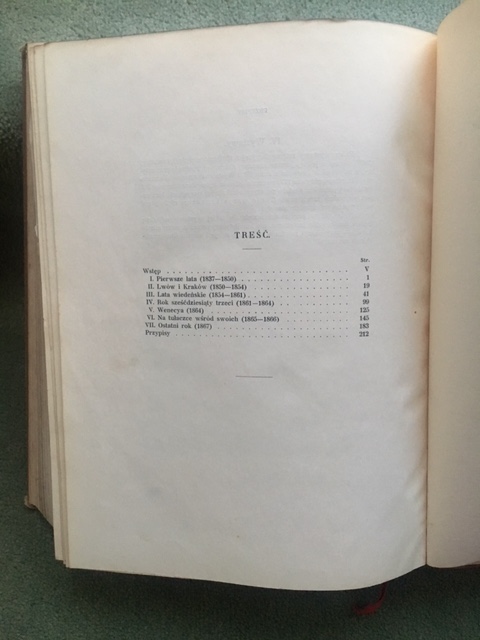 TREŚĆ.
Str.
Wstęp . . . . . . . . . . . . . . . . . . . . V
I. Pierwsze lata (1837—1850) . . . . . . . . . . . . 1
II. Lwów i Kraków (1850—1854) . . . . . . . . . . . . 19
III. Lata wiedeńskie (1854—1861) . . . . . . . . . . . . 41
IV. Rok sześćdziesiąty trzeci (1861—1864) . . . . . . . . . 99
V. Wenecya (1864) . . . . . . . . . . . . . . . . 125
VI. Na tułaczce wśród swoich (1865—1866) . . . . . . . . . 145
VII. Ostatni rok (1867) . . . . . . . . . . . . . . . 183
Przypisy . . . . . . . . . . . . . . . . . . . 212